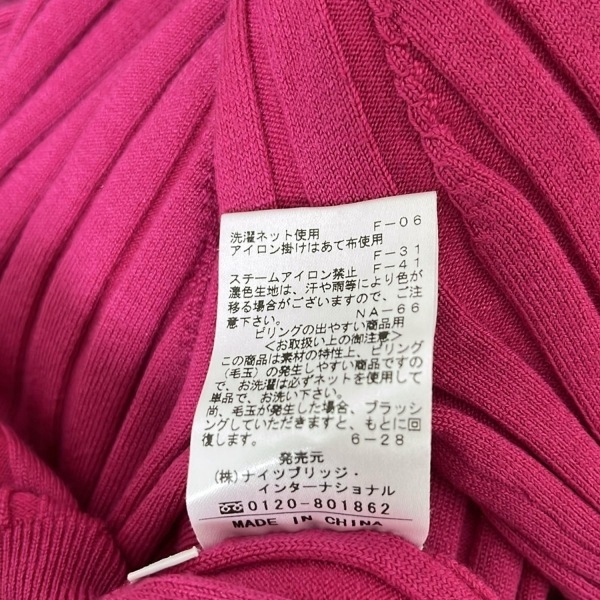 洗濯ネット使用 F-06
アイロン掛けはあて布使用
F-31
スチームアイロン禁止 F-41
濃色生地は、汗や雨等により色が
移る場合がございますので、ご注
意下さい。 NA-66
ピリングの出やすい商品用
<お取扱い上の御注意>
この商品は素材の特性上、ピリング
(毛玉)の発生しやすい商品ですの
で、お洗濯は必ずネットを使用して
単品で、お洗い下さい。
尚、毛玉が発生した場合、ブラッシ
ングしていただきますと、もとに回
復します。 6-28
発売元
(株)ナイツブリッジ・
インターナショナル
0120-801862
MADE IN CHINA